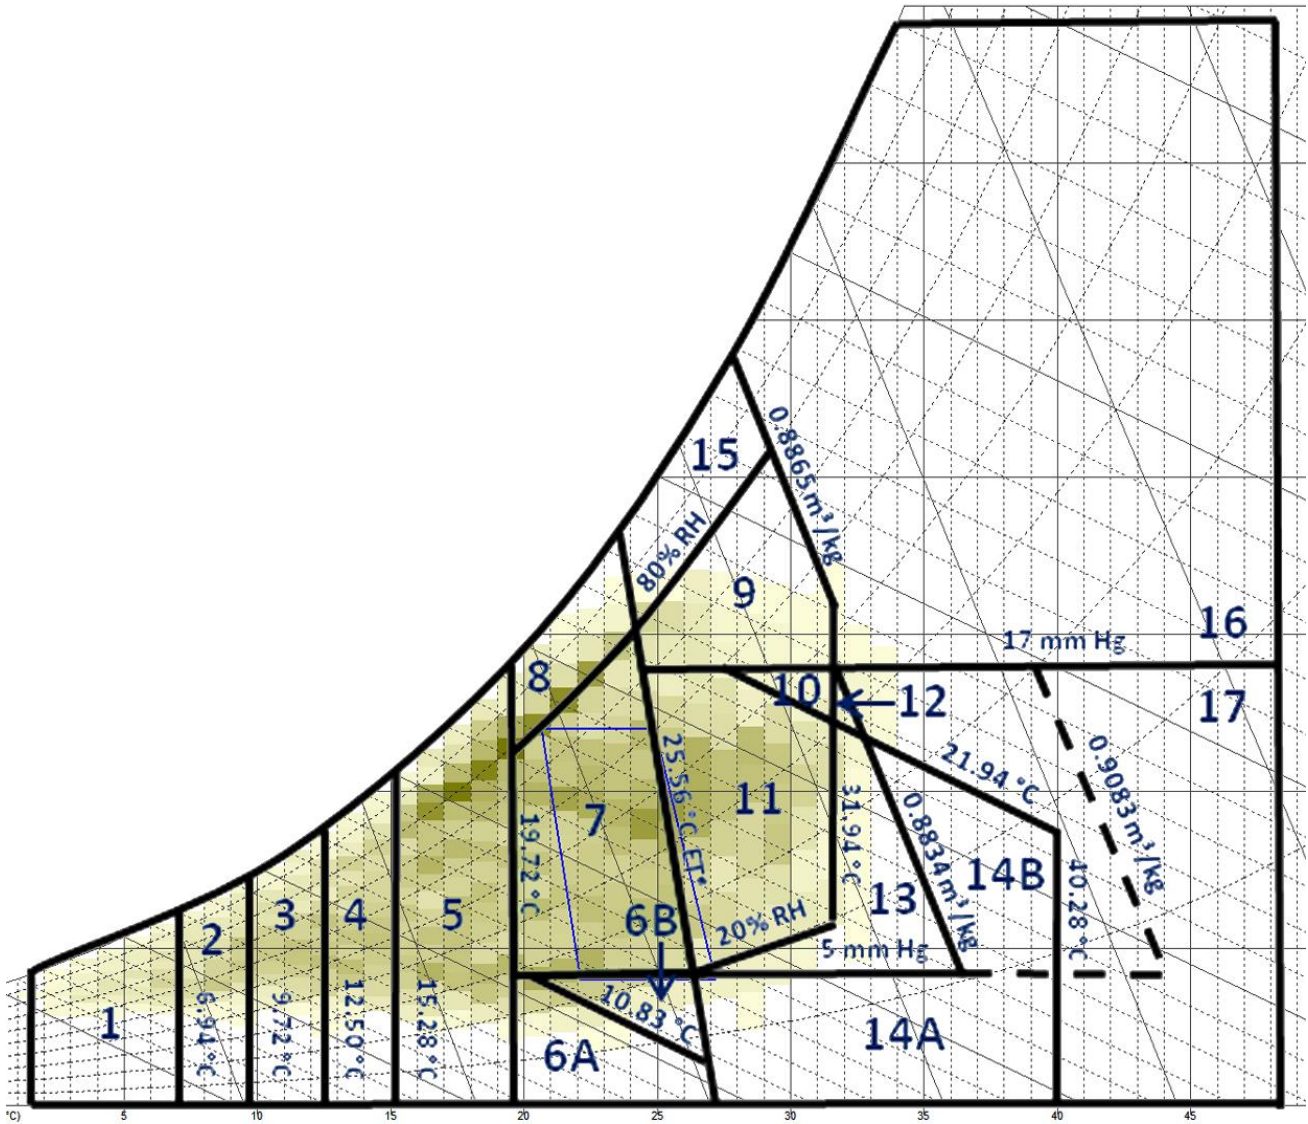 15
0.8865 m³/kg
80% RH
9
16
17 mm Hg
8
10
12
17
25.56 °C ET*
21.94 °C
0.9083 m³/kg
7
11
19.72 °C
31.94 °C
0.8834 m³/kg
14B
40.28 °C
13
2
3
4
5
6B
20% RH
5 mm Hg
1
6.94 °C
9.72 °C
12.50 °C
15.28 °C
10.83 °C
6A
14A
°C)
5
10
15
20
25
30
35
40
45